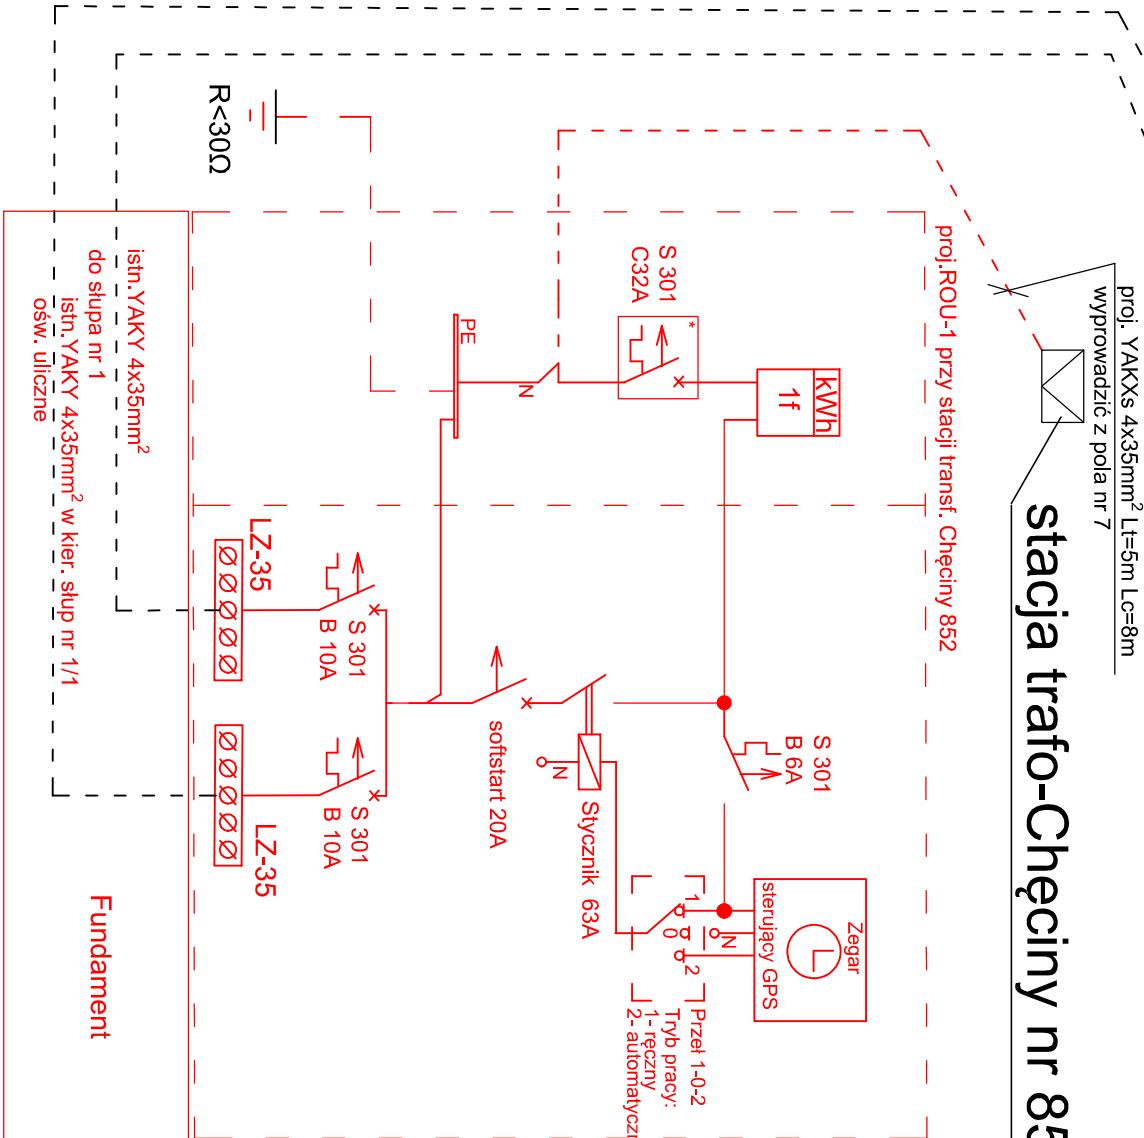 proj. YAKXs 4x35mm² Lt=5m Lc=8m
wyprowadzić z pola nr 7
stacja trafo-Chęciny nr 85
proj.ROU-1 przy stacji transf. Chęciny 852
kWh
1f
*
S 301
C32A
N
PE
R<30Ω
S 301
B 6A
Zegar
sterujący GPS
N
1
0
2
Przeł 1-0-2
Tryb pracy:
1- ręczny
2- automatyczn
Stycznik 63A
N
softstart 20A
S 301
B 10A
S 301
B 10A
LZ-35
LZ-35
istn.YAKY 4x35mm²
do słupa nr 1
istn.YAKY 4x35mm² w kier. słup nr 1/1
ośw. uliczne
Fundament